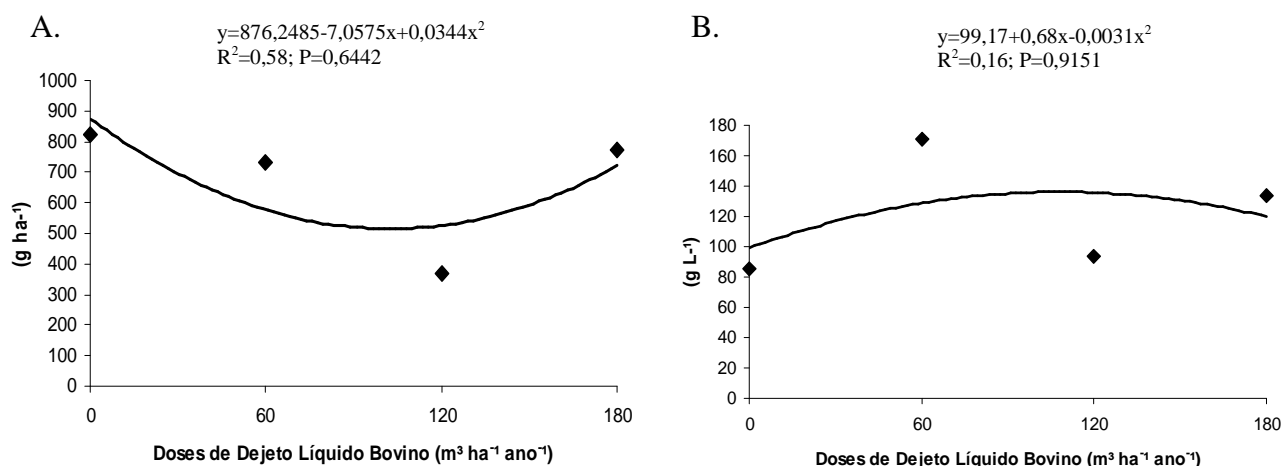 A.
y=876,2485-7,0575x+0,0344x²
R²=0,58; P=0,6442
1000
900
800
700
600
500
400
300
200
100
0
(g ha-¹)
0 60 120 180
Doses de Dejeto Líquido Bovino (m³ ha⁻¹ ano⁻¹)
B.
y=99,17+0,68x-0,0031x²
R²=0,16; P=0,9151
180
160
140
120
100
80
60
40
20
0
(g L-¹)
0 60 120 180
Doses de Dejeto Líquido Bovino (m³ ha⁻¹ ano⁻¹)